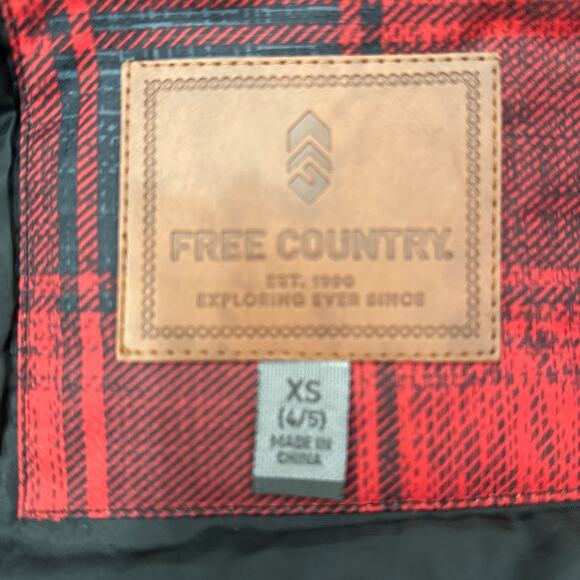 FREE COUNTRY.
EST. 1990
EXPLORING EVER SINCE
XS
(4/5)
MADE IN
CHINA